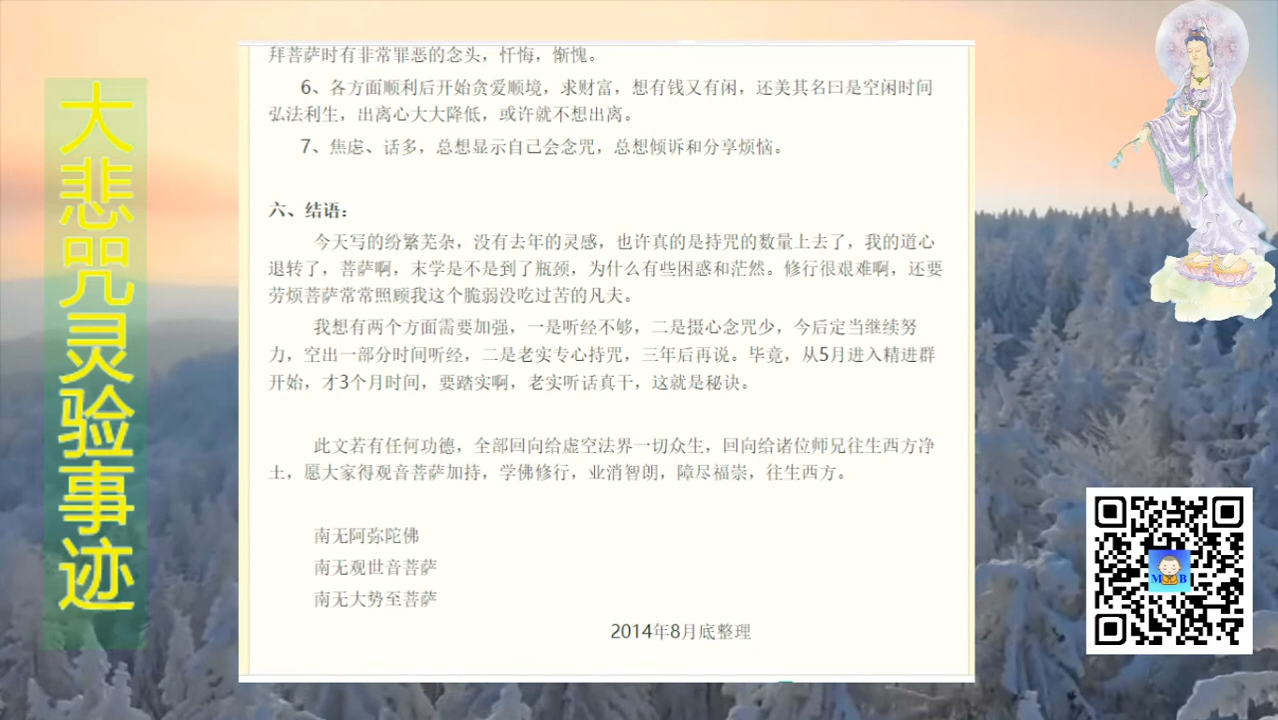 大悲咒灵验事迹
拜菩萨时有非常罪恶的念头，忏悔，惭愧。
6、各方面顺利后开始贪爱顺境，求财富，想有钱又有闲，还美其名曰是空闲时间
弘法利生，出离心大大降低，或许就不想出离。
7、焦虑、话多，总想显示自己会念咒，总想倾诉和分享烦恼。
六、结语：
今天写的纷繁芜杂，没有去年的灵感，也许真的是持咒的数量上去了，我的道心
退转了，菩萨啊，末学是不是到了瓶颈，为什么有些困惑和茫然。修行很艰难啊，还要
劳烦菩萨常常照顾我这个脆弱没吃过苦的凡夫。
我想有两个方面需要加强，一是听经不够，二是摄心念咒少，今后定当继续努
力，空出一部分时间听经，二是老实专心持咒，三年后再说。毕竟，从5月进入精进群
开始，才3个月时间，要踏实啊，老实听话真干，这就是秘诀。
此文若有任何功德，全部回向给虚空法界一切众生，回向给诸位师兄往生西方净
土，愿大家得观音菩萨加持，学佛修行，业消智朗，障尽福崇，往生西方。
南无阿弥陀佛
南无观世音菩萨
南无大势至菩萨
2014年8月底整理
M B